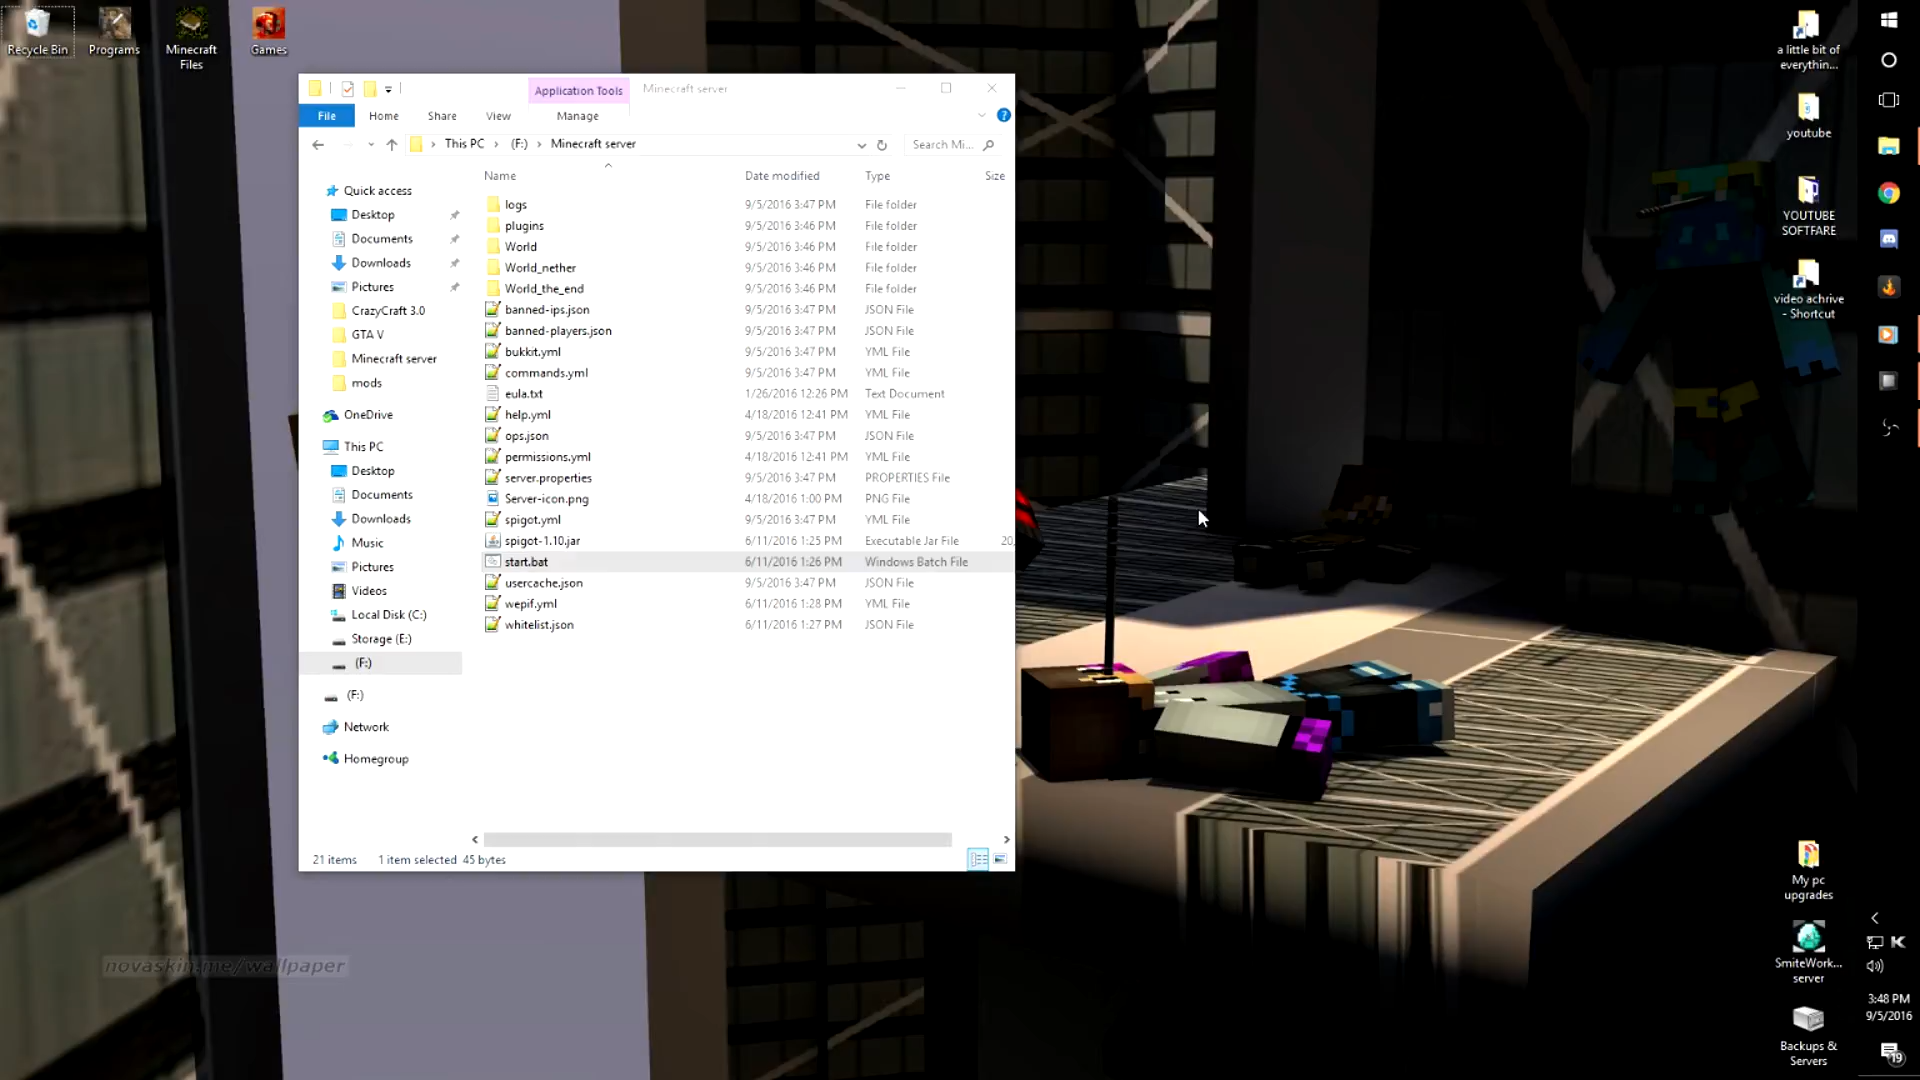 Recycle Bin
Programs
Minecraft
Files
Games
Application Tools
Minecraft server
File
Home
Share
View
Manage
This PC
(F:)
Minecraft server
Search Mi...
Name
Date modified
Type
Size
Quick access
Desktop
Documents
Downloads
Pictures
CrazyCraft 3.0
GTA V
Minecraft server
mods
OneDrive
This PC
Desktop
Documents
Downloads
Music
Pictures
Videos
Local Disk (C:)
Storage (E:)
(F:)
(F:)
Network
Homegroup
logs 9/5/2016 3:47 PM File folder
plugins 9/5/2016 3:46 PM File folder
World 9/5/2016 3:46 PM File folder
World_nether 9/5/2016 3:46 PM File folder
World_the_end 9/5/2016 3:46 PM File folder
banned-ips.json 9/5/2016 3:47 PM JSON File
banned-players.json 9/5/2016 3:47 PM JSON File
bukkit.yml 9/5/2016 3:47 PM YML File
commands.yml 9/5/2016 3:47 PM YML File
eula.txt 1/26/2016 12:26 PM Text Document
help.yml 4/18/2016 12:41 PM YML File
ops.json 9/5/2016 3:47 PM JSON File
permissions.yml 4/18/2016 12:41 PM YML File
server.properties 9/5/2016 3:47 PM PROPERTIES File
Server-icon.png 4/18/2016 1:00 PM PNG File
spigot.yml 9/5/2016 3:47 PM YML File
spigot-1.10.jar 6/11/2016 1:25 PM Executable Jar File 20,
start.bat 6/11/2016 1:26 PM Windows Batch File
usercache.json 9/5/2016 3:47 PM JSON File
wepif.yml 6/11/2016 1:28 PM YML File
whitelist.json 6/11/2016 1:27 PM JSON File
21 items 1 item selected 45 bytes
novaskin.me/wallpaper
a little bit of
everythin...
youtube
YOUTUBE
SOFTFARE
video achrive
- Shortcut
My pc
upgrades
SmiteWork...
server
Backups &
Servers
3:48 PM
9/5/2016
19